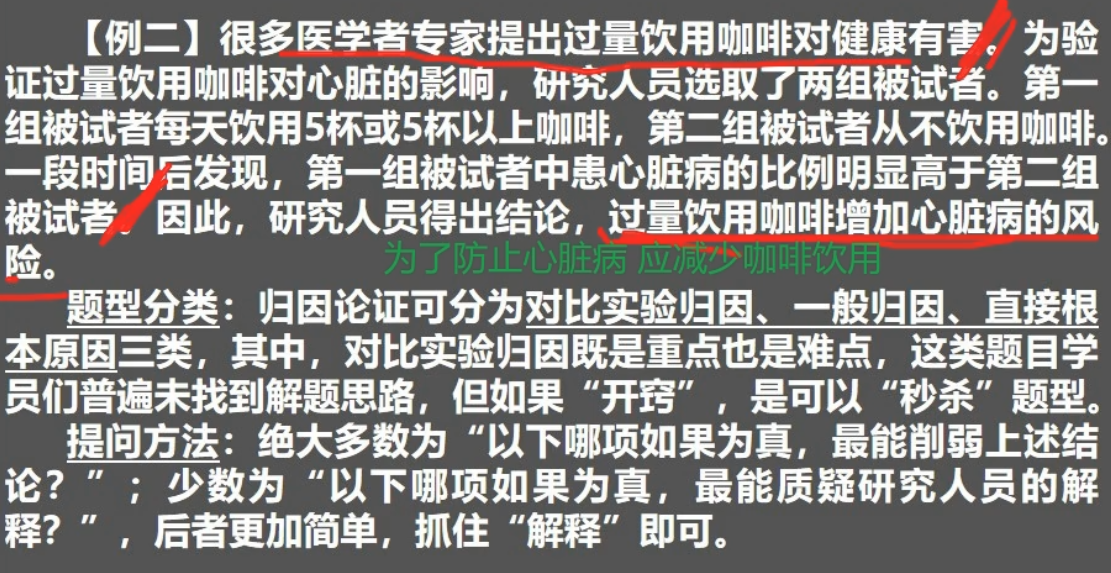 【例二】很多医学者专家提出过量饮用咖啡对健康有害。为验
证过量饮用咖啡对心脏的影响，研究人员选取了两组被试者。第一
组被试者每天饮用5杯或5杯以上咖啡，第二组被试者从不饮用咖啡。
一段时间后发现，第一组被试者中患心脏病的比例明显高于第二组
被试者。因此，研究人员得出结论，过量饮用咖啡增加心脏病的风
险。
为了防止心脏病 应减少咖啡饮用
题型分类：归因论证可分为对比实验归因、一般归因、直接根
本原因三类，其中，对比实验归因既是重点也是难点，这类题目学
员们普遍未找到解题思路，但如果“开窍”，是可以“秒杀”题型。
提问方法：绝大多数为“以下哪项如果为真，最能削弱上述结
论？”；少数为“以下哪项如果为真，最能质疑研究人员的解
释？”，后者更加简单，抓住“解释”即可。